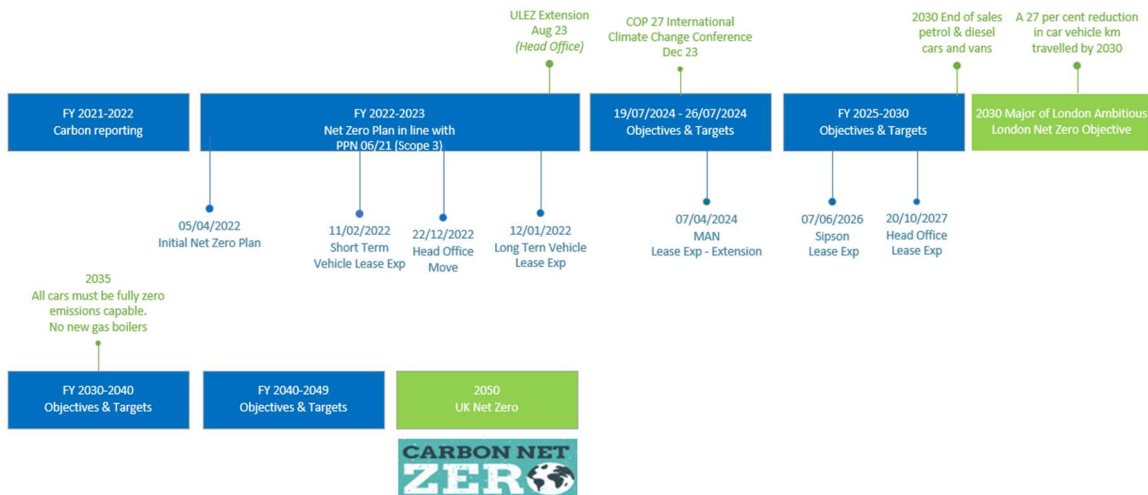 ULEZ Extension
Aug 23
(Head Office)
COP 27 International
Climate Change Conference
Dec 23
2030 End of sales
petrol & diesel
cars and vans
A 27 per cent reduction
in car vehicle km
travelled by 2030
FY 2021-2022
Carbon reporting
FY 2022-2023
Net Zero Plan in line with
PPN 06/21 (Scope 3)
19/07/2024 - 26/07/2024
Objectives & Targets
FY 2025-2030
Objectives & Targets
2030 Major of London Ambitious
London Net Zero Objective
05/04/2022
Initial Net Zero Plan
11/02/2022
Short Term
Vehicle Lease Exp
22/12/2022
Head Office
Move
12/01/2022
Long Tern Vehicle
Lease Exp
07/04/2024
MAN
Lease Exp - Extension
07/06/2026
Sipson
Lease Exp
20/10/2027
Head Office
Lease Exp
2035
All cars must be fully zero
emissions capable.
No new gas boilers
FY 2030-2040
Objectives & Targets
FY 2040-2049
Objectives & Targets
2050
UK Net Zero
CARBON NET
ZERO